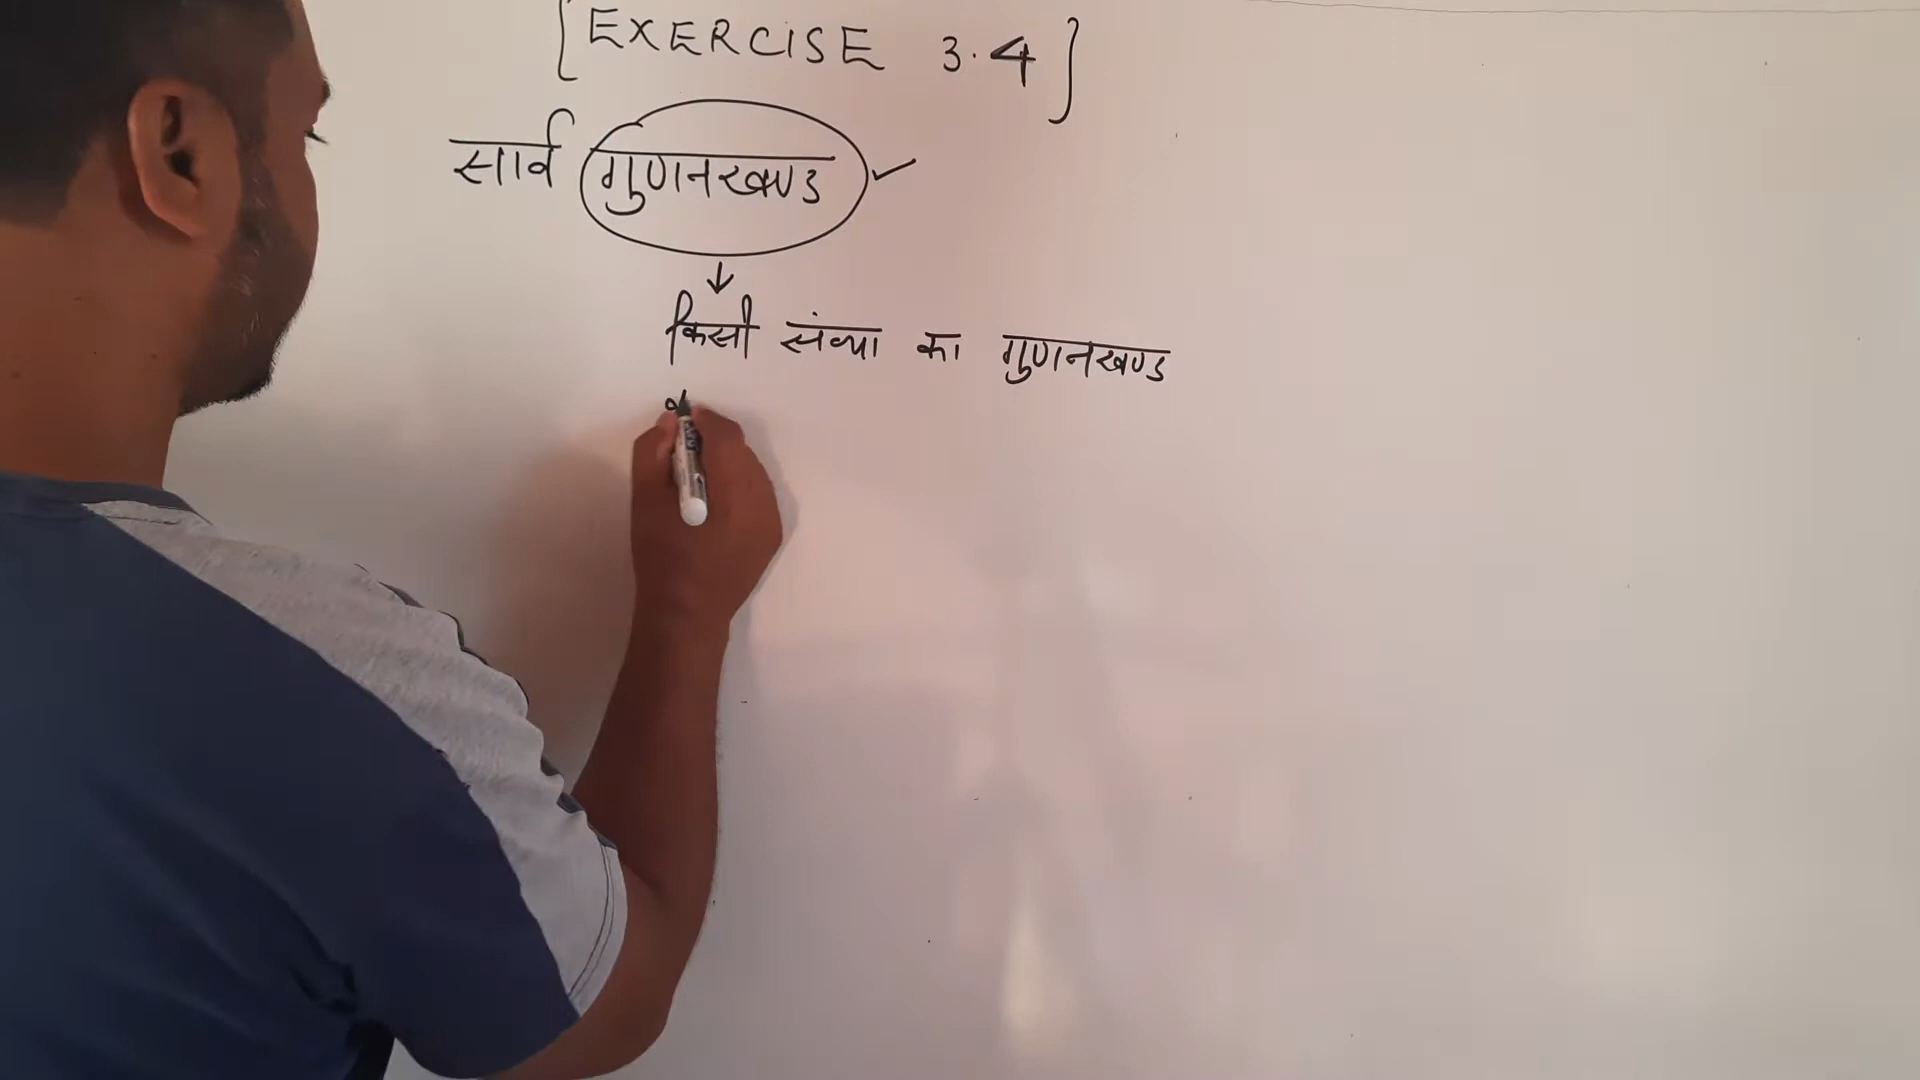 [EXERCISE 3.4]
सार्व गुणनखण्ड ✓
↓
किसी संख्या का गुणनखण्ड